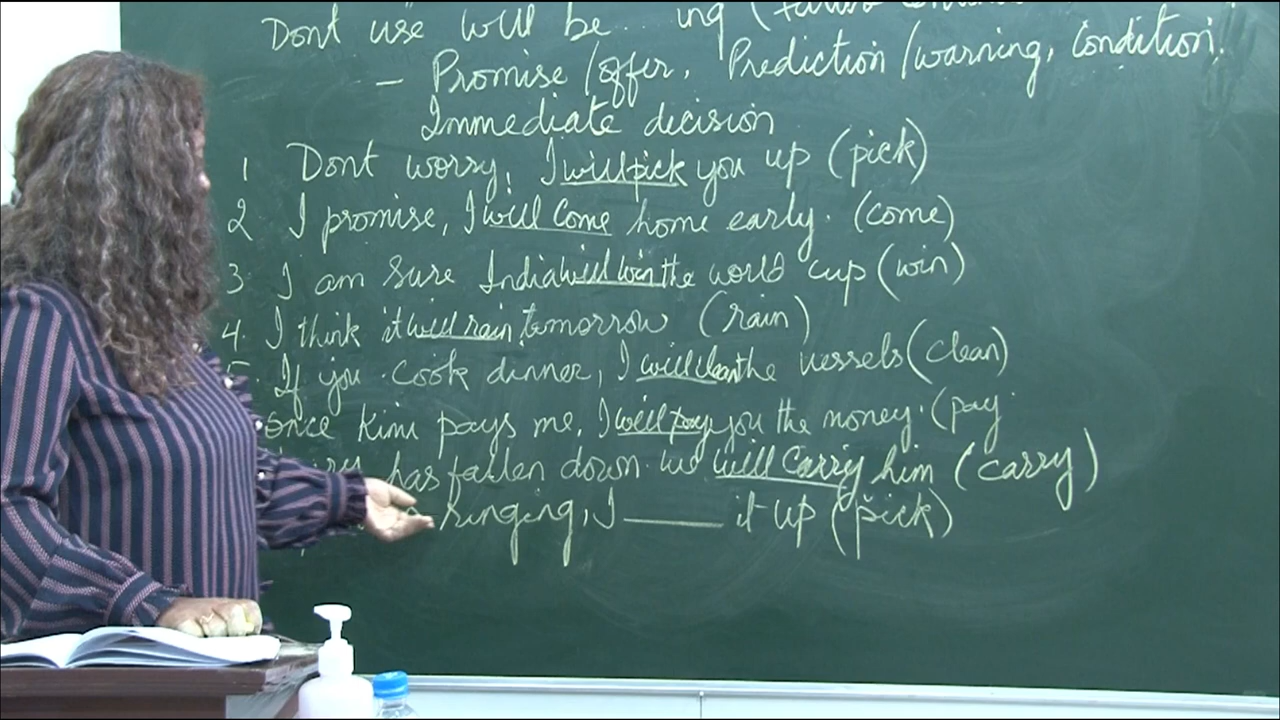 Dont use will be... ing (
- Promise / offer, Prediction / warning, Condition.
Immediate decision
1 Dont worry, I will pick you up (pick)
2 I promise, I will come home early. (come)
3. I am sure India will win the world cup (win)
4. I think it will rain tomorrow (rain)
5. If you cook dinner, I will clean the vessels (clean)
once kim pays me, I will pay you the money. (pay
has fallen down. we will carry him (carry)
ringing, I ______ it up (pick)